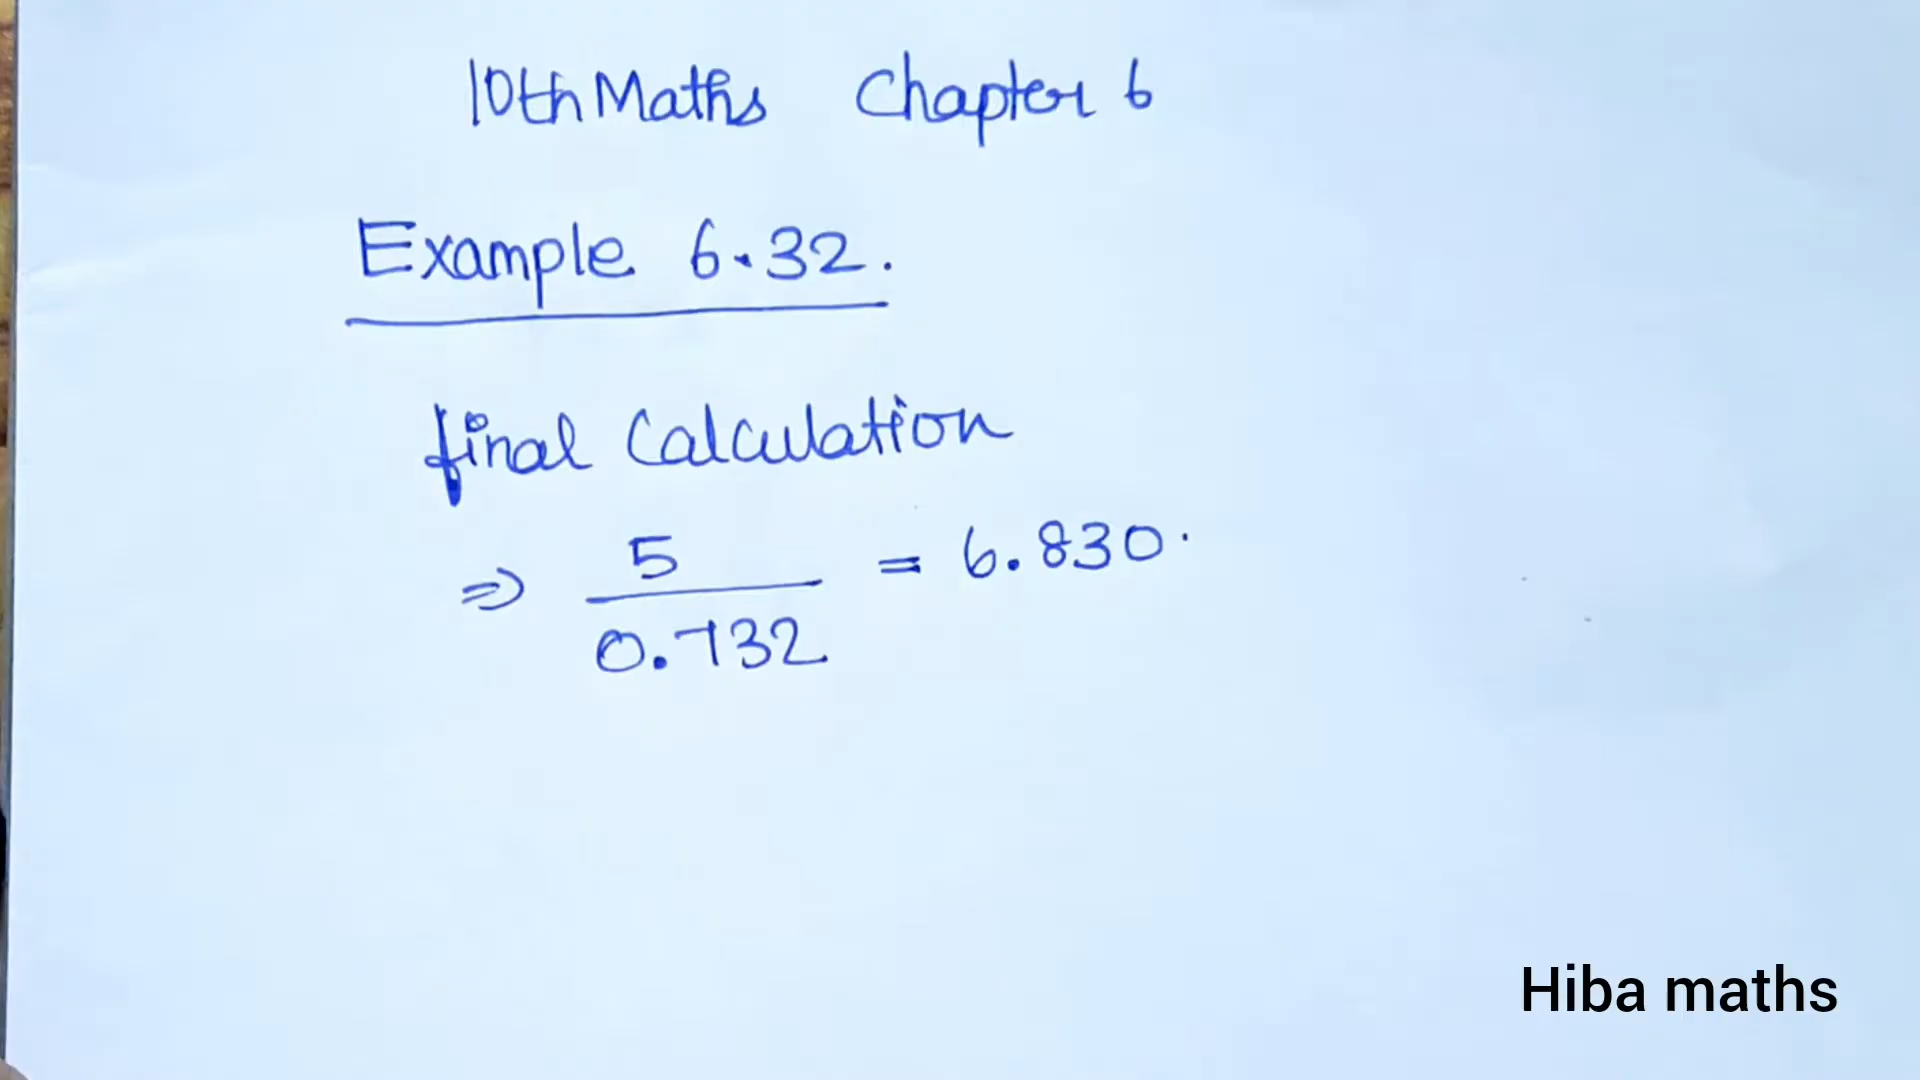 10th Maths Chapter 6
Example 6.32.
final Calculation
⇒ 5 / 0.732 = 6.830.
Hiba maths